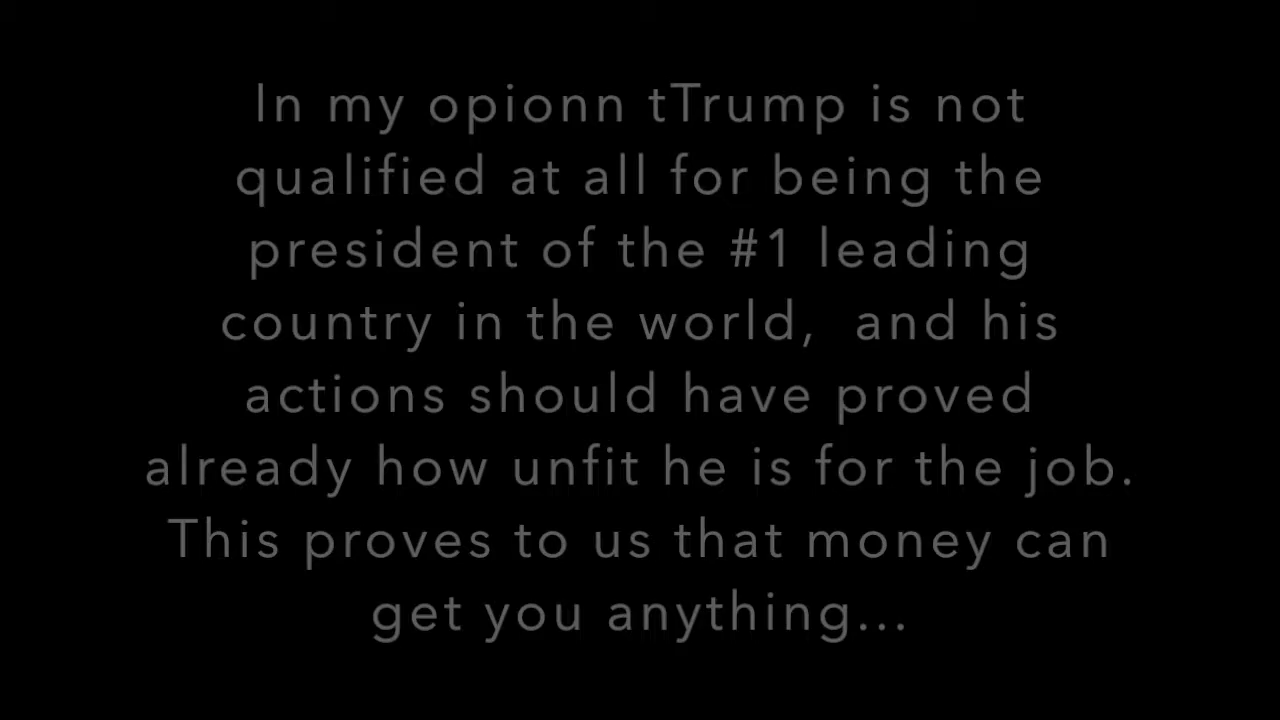 In my opionn tTrump is not
qualified at all for being the
president of the #1 leading
country in the world,  and his
actions should have proved
already how unfit he is for the job.
This proves to us that money can
get you anything...